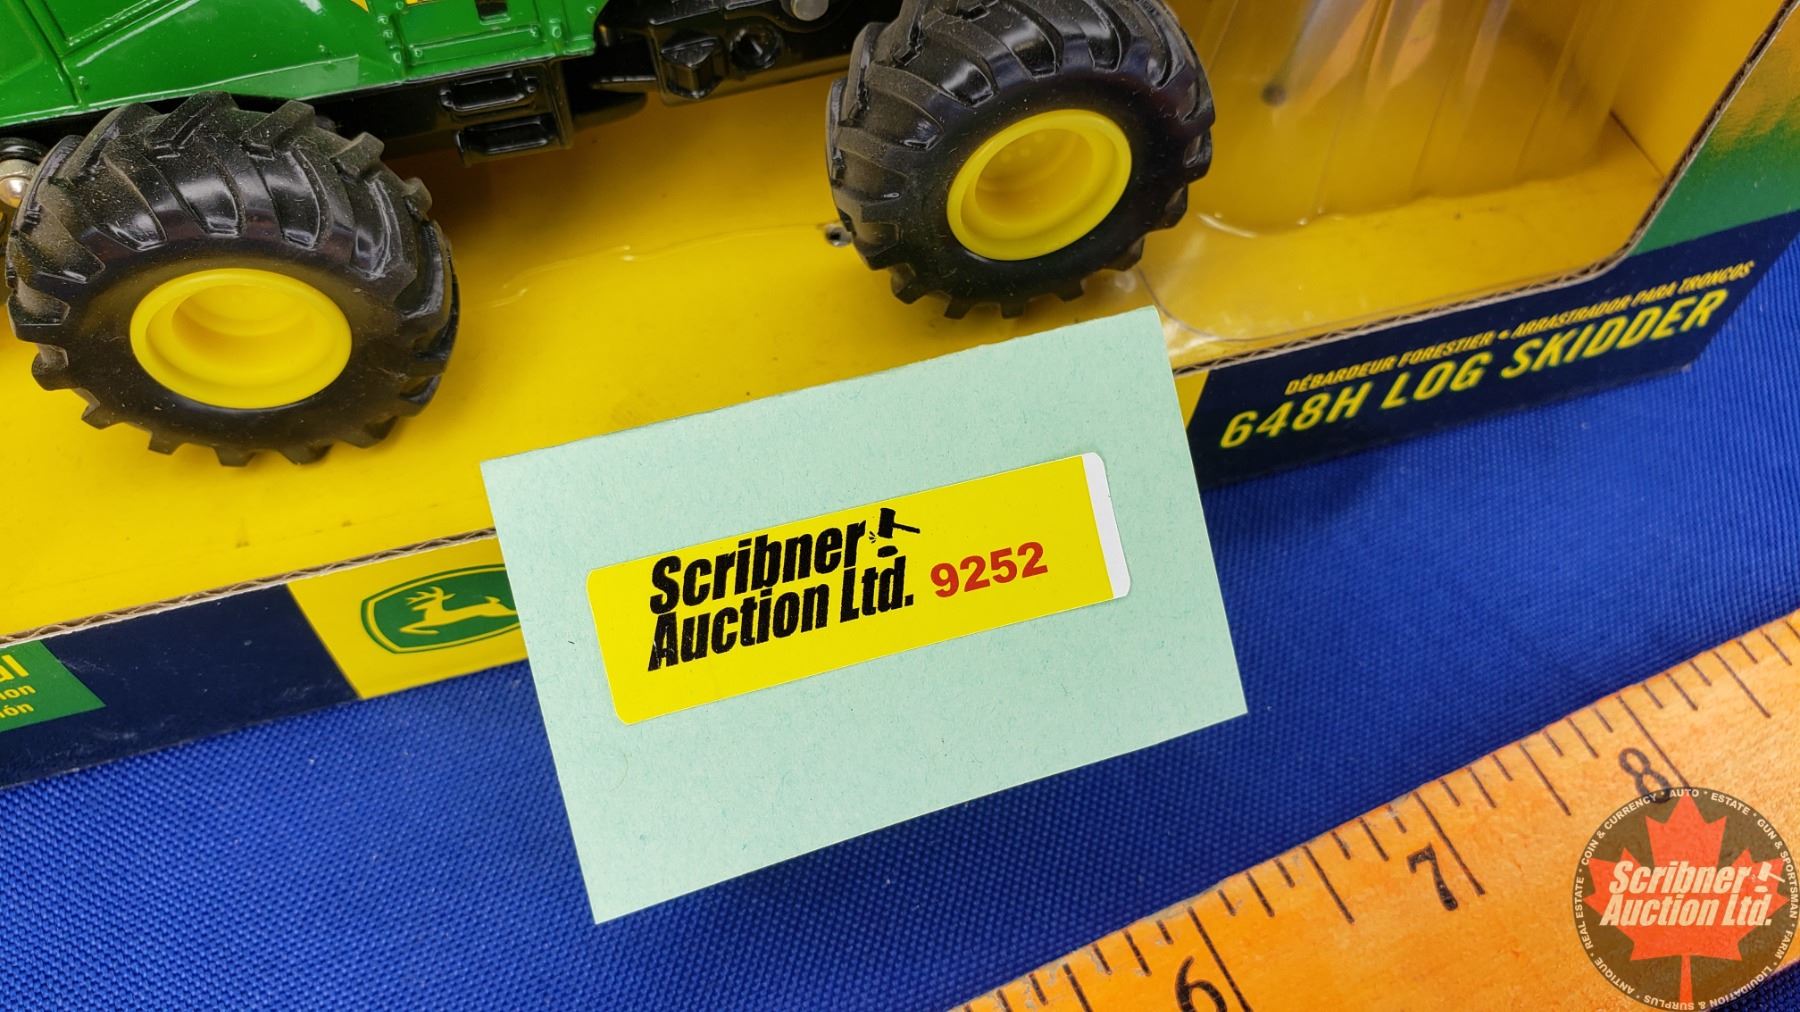 DÉBARDEUR FORESTIER • ARRASTRADOR PARA TRONCOS
648H LOG SKIDDER
Scribner
Auction Ltd. 9252
8
7
6
Scribner
Auction Ltd.
COIN & CURRENCY * AUTO * ESTATE * GUN & SPORTSMAN * FARM * LIQUIDATION & SURPLUS * ANTIQUE * REAL ESTATE *